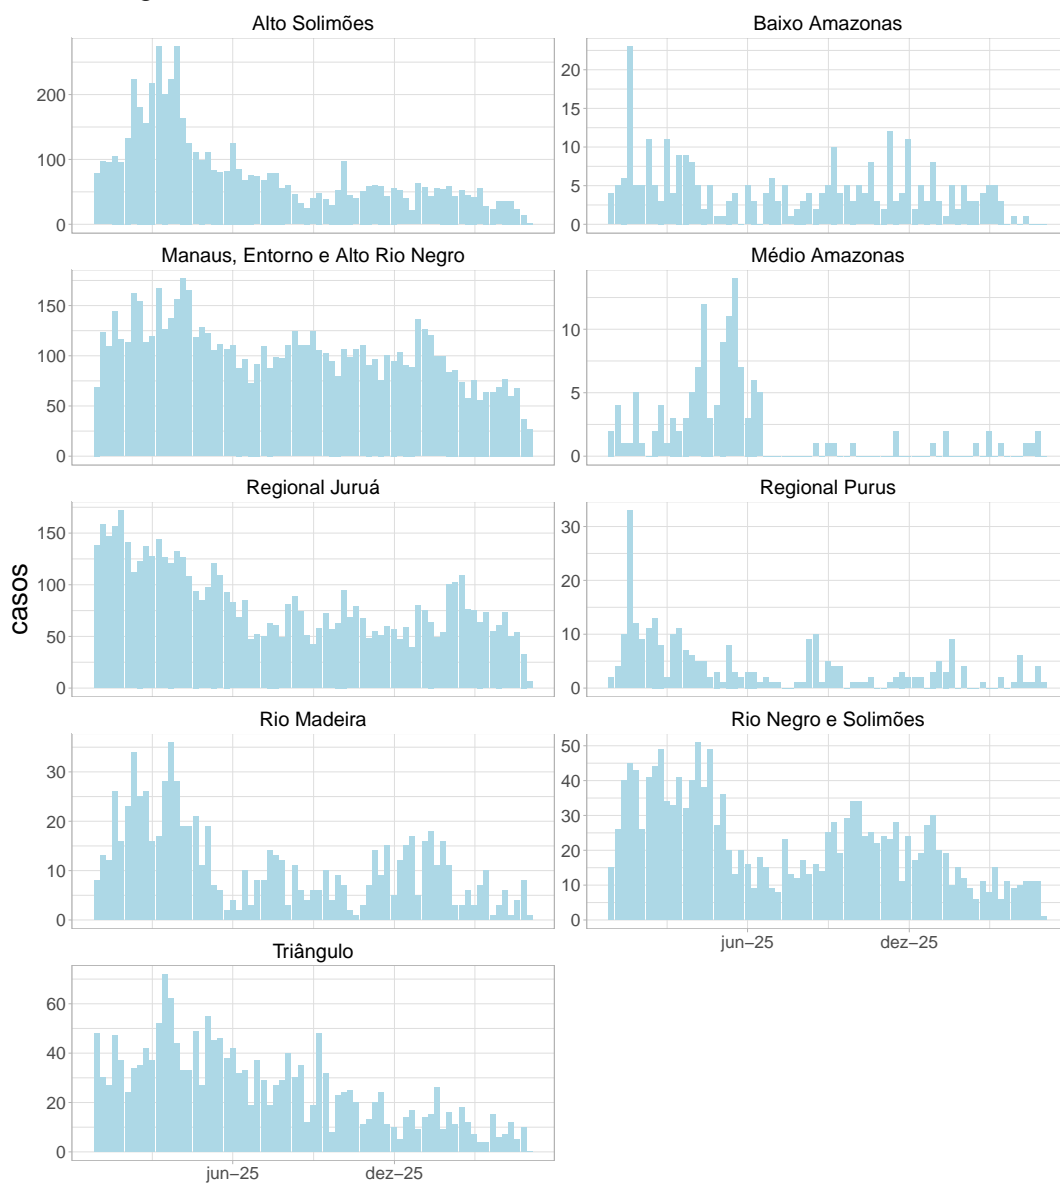 Alto Solimões
Baixo Amazonas
200
100
0
20
15
10
5
0
Manaus, Entorno e Alto Rio Negro
Médio Amazonas
150
100
50
0
10
5
0
Regional Juruá
Regional Purus
150
100
50
0
30
20
10
0
casos
Rio Madeira
Rio Negro e Solimões
30
20
10
0
50
40
30
20
10
0
jun−25
dez−25
Triângulo
60
40
20
0
jun−25
dez−25